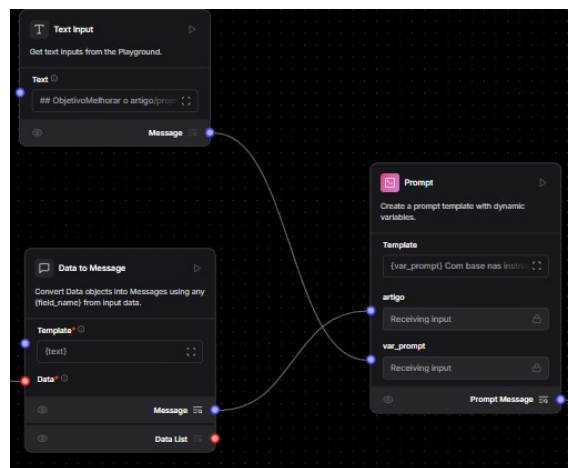 Text Input
Get text inputs from the Playground.
Text
## ObjetivoMelhorar o artigo/proje
Message
Data to Message
Convert Data objects into Messages using any
{field_name} from input data.
Template*
{text}
Data*
Message
Data List
Prompt
Create a prompt template with dynamic
variables.
Template
{var_prompt} Com base nas instru
artigo
Receiving input
var_prompt
Receiving input
Prompt Message